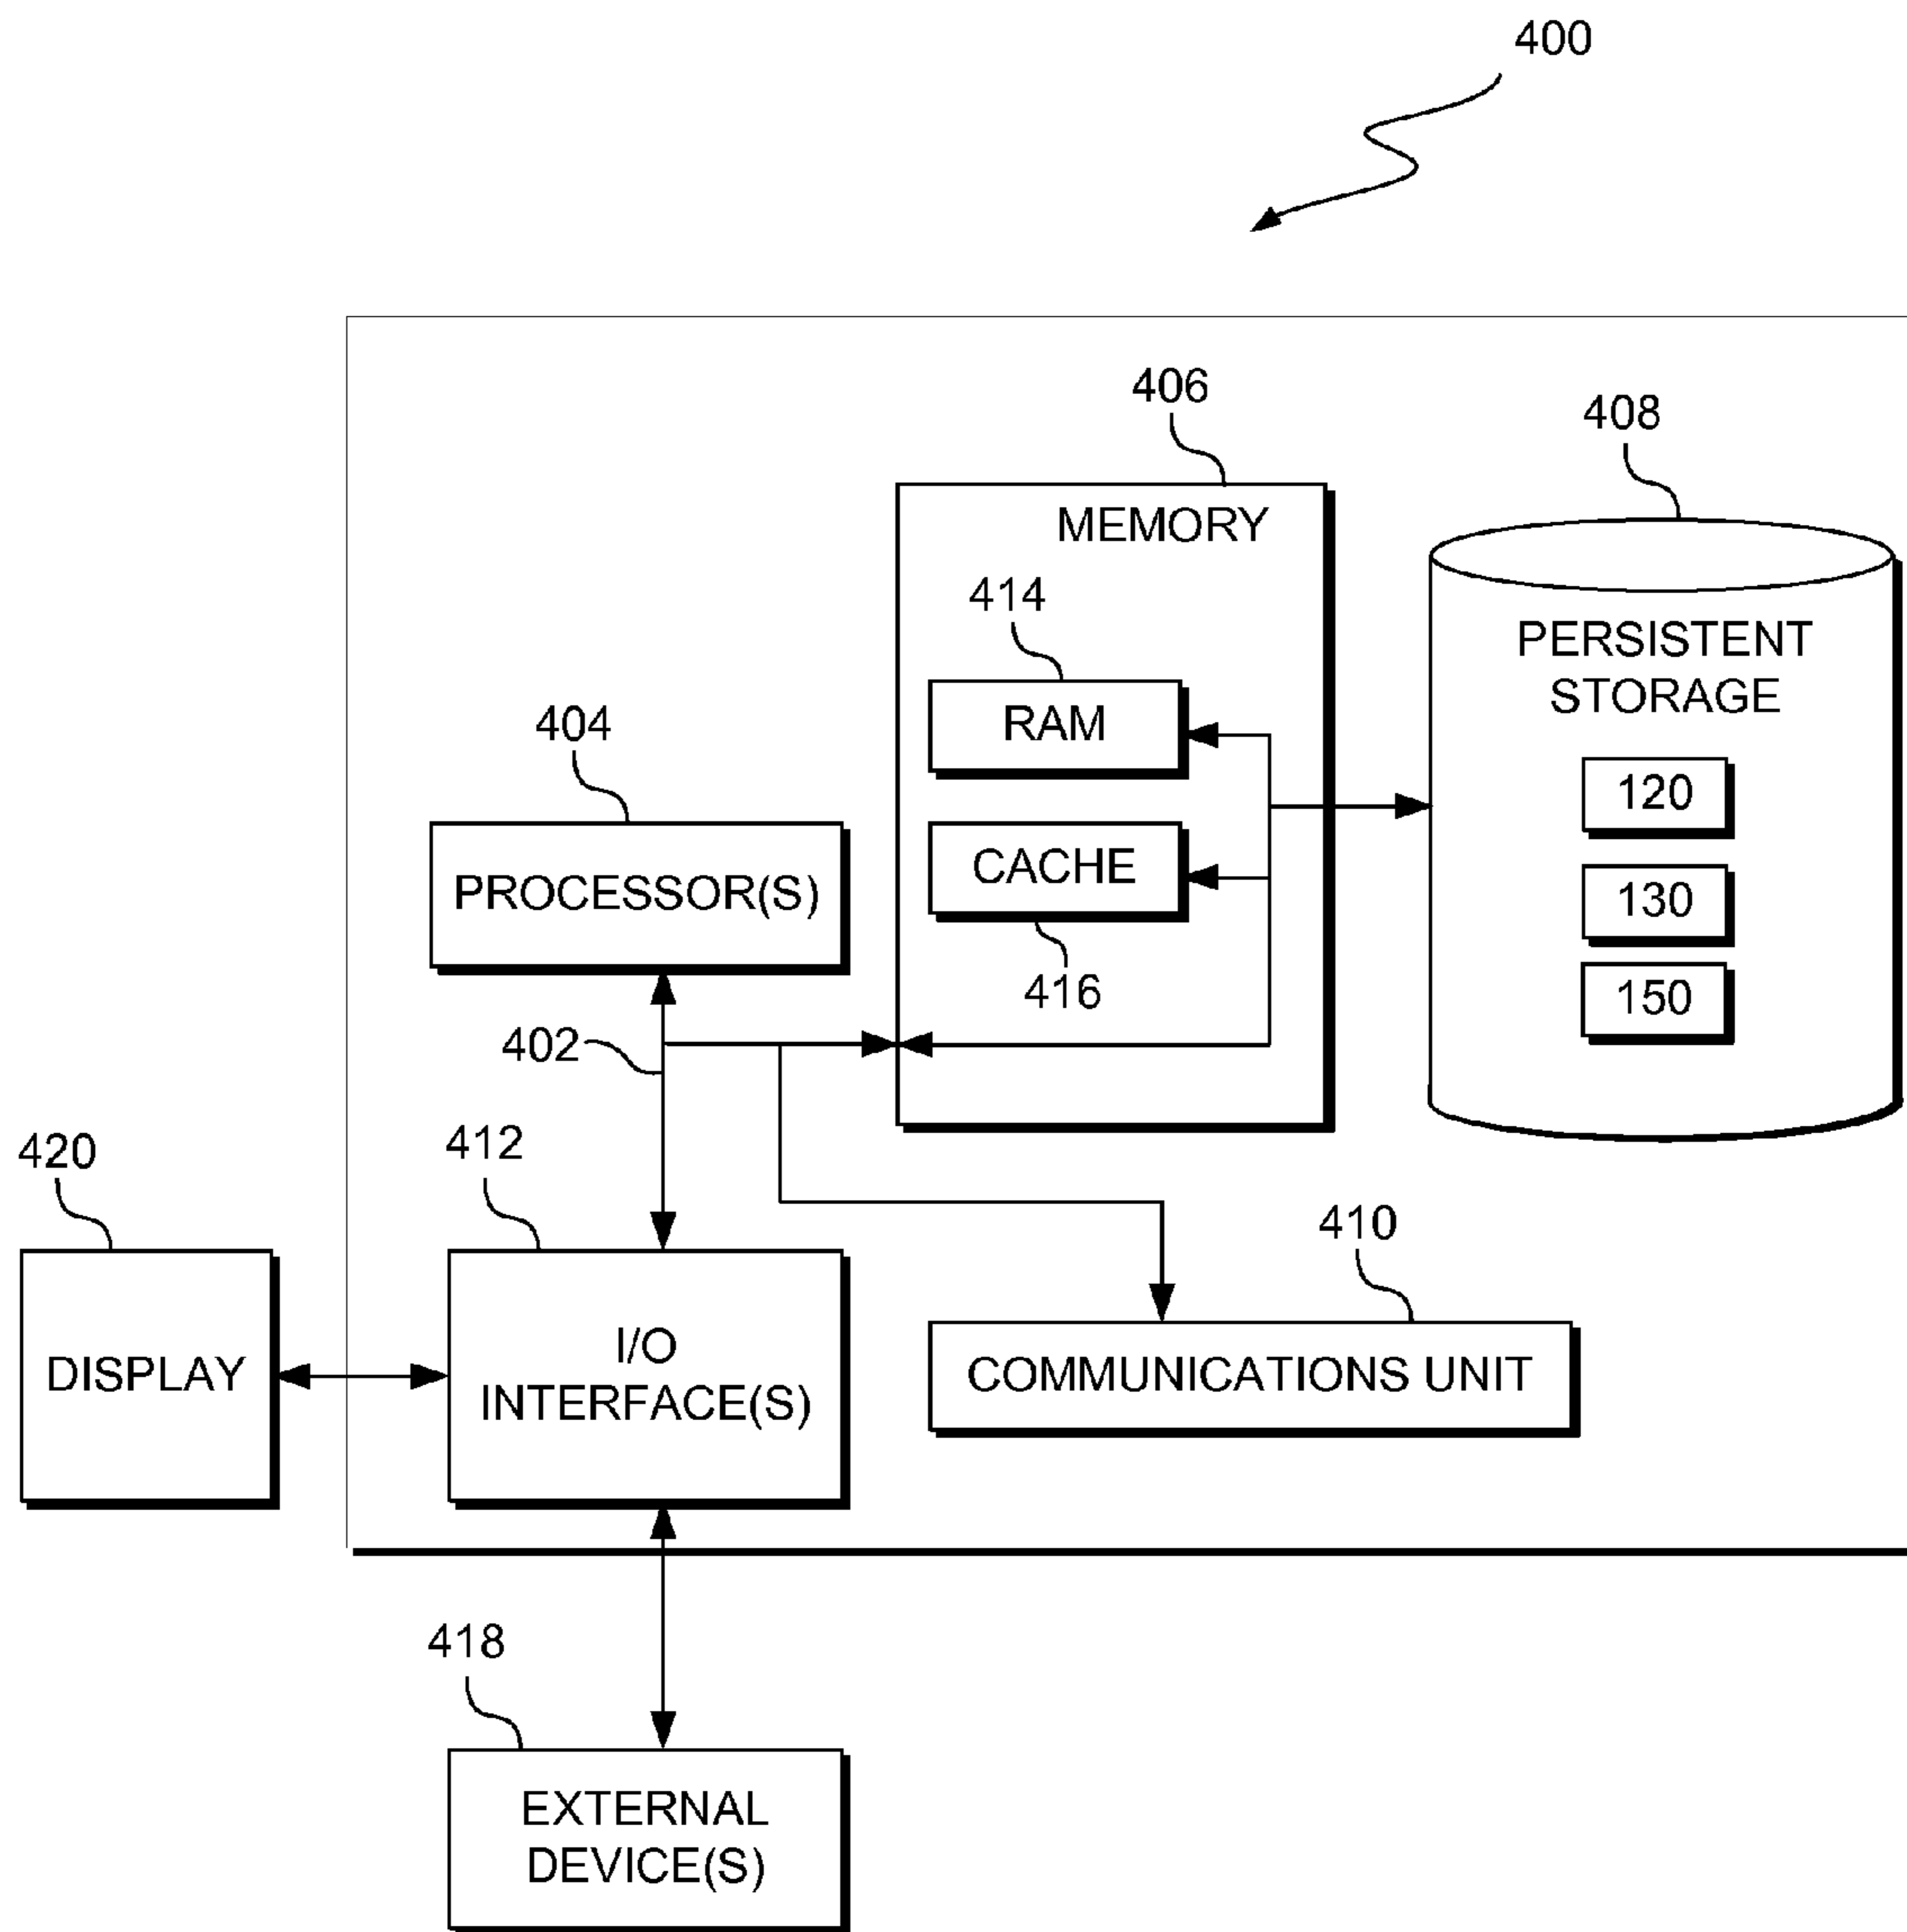 400
406
408
MEMORY
414
PERSISTENT
STORAGE
RAM
404
120
CACHE
PROCESSOR(S)
130
416
150
402
420
412
410
I/O
INTERFACE(S)
DISPLAY
COMMUNICATIONS UNIT
418
EXTERNAL
DEVICE(S)